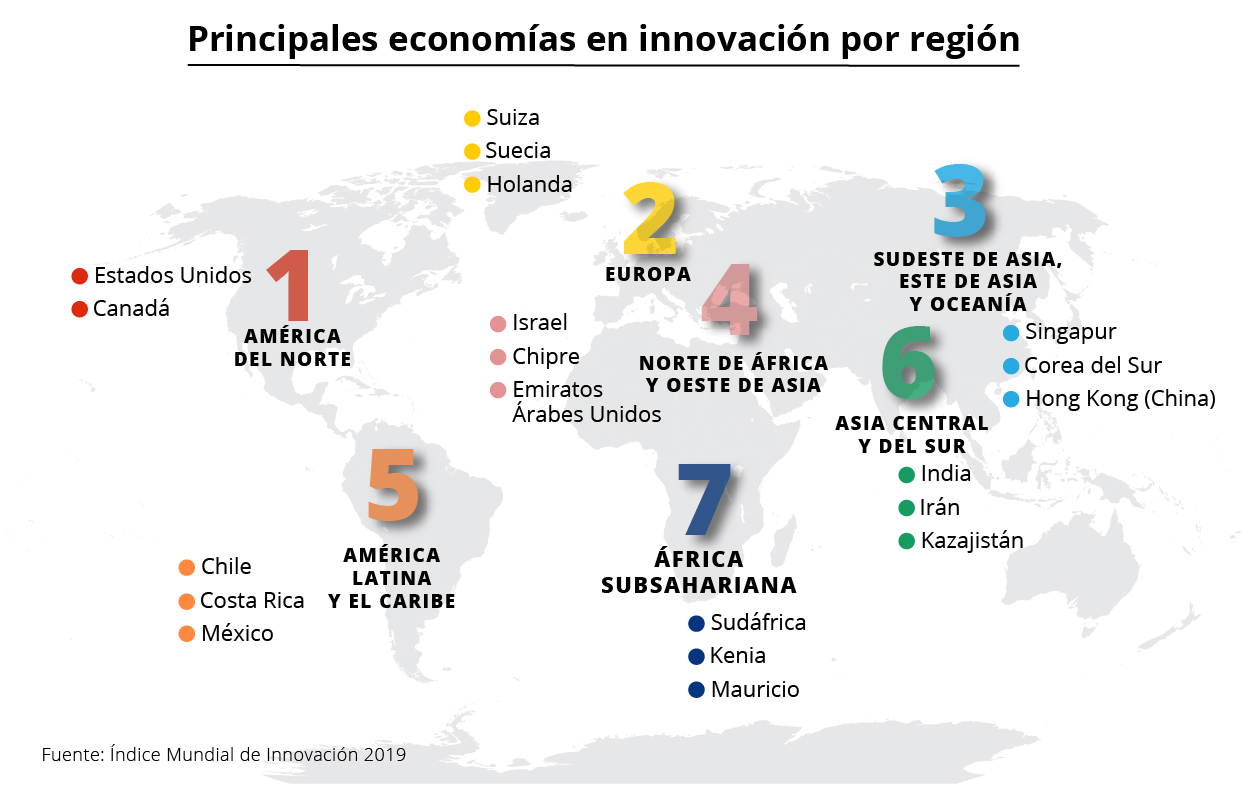 Principales economías en innovación por región
1
AMÉRICA
DEL NORTE
Estados Unidos
Canadá
2
EUROPA
Suiza
Suecia
Holanda
3
SUDESTE DE ASIA,
ESTE DE ASIA
Y OCEANÍA
Singapur
Corea del Sur
Hong Kong (China)
4
NORTE DE ÁFRICA
Y OESTE DE ASIA
Israel
Chipre
Emiratos
Árabes Unidos
5
AMÉRICA
LATINA
Y EL CARIBE
Chile
Costa Rica
México
6
ASIA CENTRAL
Y DEL SUR
India
Irán
Kazajistán
7
ÁFRICA
SUBSAHARIANA
Sudáfrica
Kenia
Mauricio
Fuente: Índice Mundial de Innovación 2019